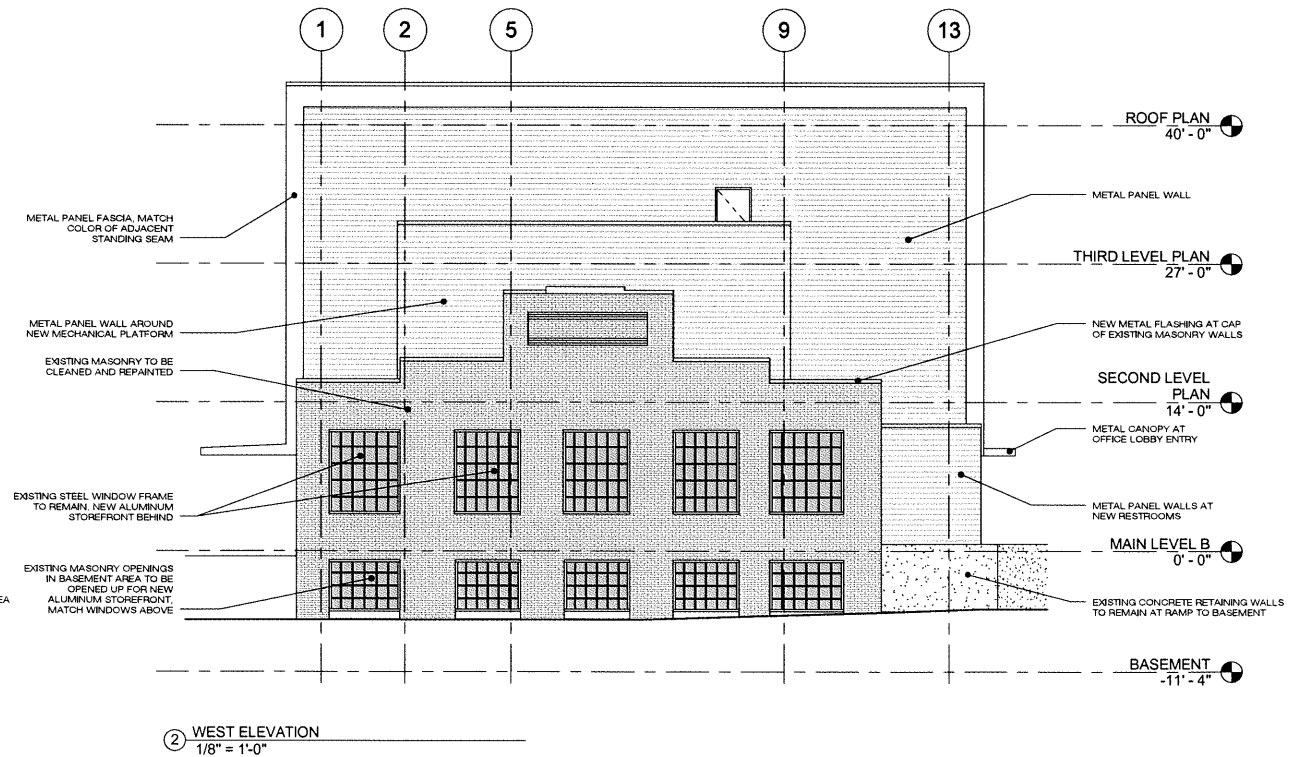 1
2
5
9
13
ROOF PLAN
40' - 0"
METAL PANEL WALL
METAL PANEL FASCIA, MATCH
COLOR OF ADJACENT
STANDING SEAM
THIRD LEVEL PLAN
27' - 0"
METAL PANEL WALL AROUND
NEW MECHANICAL PLATFORM
NEW METAL FLASHING AT CAP
OF EXISTING MASONRY WALLS
EXISTING MASONRY TO BE
CLEANED AND REPAINTED
SECOND LEVEL
PLAN
14' - 0"
METAL CANOPY AT
OFFICE LOBBY ENTRY
EXISTING STEEL WINDOW FRAME
TO REMAIN, NEW ALUMINUM
STOREFRONT BEHIND
METAL PANEL WALLS AT
NEW RESTROOMS
MAIN LEVEL B
0' - 0"
EXISTING MASONRY OPENINGS
IN BASEMENT AREA TO BE
OPENED UP FOR NEW
ALUMINUM STOREFRONT,
MATCH WINDOWS ABOVE
EA
EXISTING CONCRETE RETAINING WALLS
TO REMAIN AT RAMP TO BASEMENT
BASEMENT
-11' - 4"
2 WEST ELEVATION
1/8" = 1'-0"